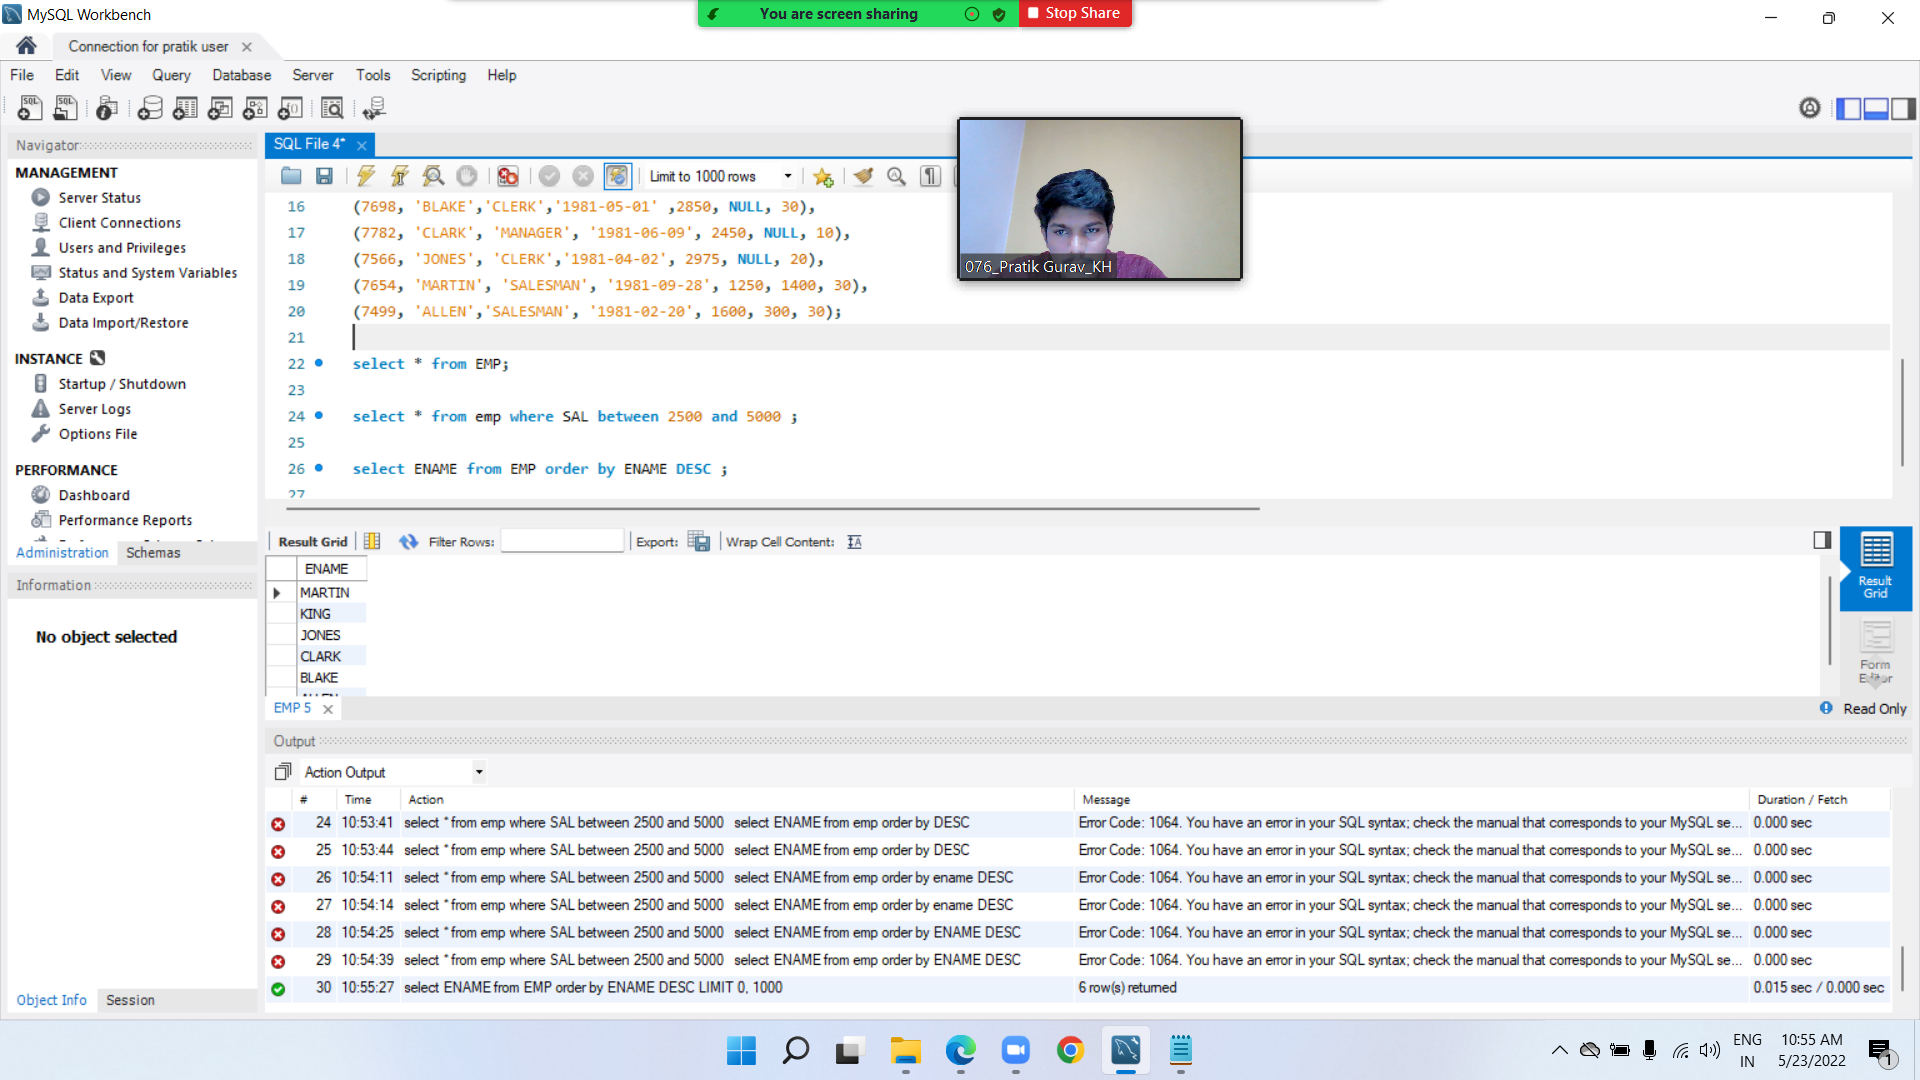 MySQL Workbench
You are screen sharing
Stop Share
Connection for pratik user
File Edit View Query Database Server Tools Scripting Help
Navigator
MANAGEMENT
Server Status
Client Connections
Users and Privileges
Status and System Variables
Data Export
Data Import/Restore
INSTANCE
Startup / Shutdown
Server Logs
Options File
PERFORMANCE
Dashboard
Performance Reports
Administration Schemas
Information
No object selected
Object Info Session
SQL File 4*
Limit to 1000 rows
16 (7698, 'BLAKE','CLERK','1981-05-01' ,2850, NULL, 30),
17 (7782, 'CLARK', 'MANAGER', '1981-06-09', 2450, NULL, 10),
18 (7566, 'JONES', 'CLERK','1981-04-02', 2975, NULL, 20),
19 (7654, 'MARTIN', 'SALESMAN', '1981-09-28', 1250, 1400, 30),
20 (7499, 'ALLEN','SALESMAN', '1981-02-20', 1600, 300, 30);
21
22 select * from EMP;
23
24 select * from emp where SAL between 2500 and 5000 ;
25
26 select ENAME from EMP order by ENAME DESC ;
27
076_Pratik Gurav_KH
Result Grid Filter Rows: Export: Wrap Cell Content:
ENAME
MARTIN
KING
JONES
CLARK
BLAKE
ALLEN
Result
Grid
Form
Editor
EMP 5
Read Only
Output
Action Output
# Time Action Message Duration / Fetch
24 10:53:41 select * from emp where SAL between 2500 and 5000 select ENAME from emp order by DESC Error Code: 1064. You have an error in your SQL syntax; check the manual that corresponds to your MySQL se... 0.000 sec
25 10:53:44 select * from emp where SAL between 2500 and 5000 select ENAME from emp order by DESC Error Code: 1064. You have an error in your SQL syntax; check the manual that corresponds to your MySQL se... 0.000 sec
26 10:54:11 select * from emp where SAL between 2500 and 5000 select ENAME from emp order by ename DESC Error Code: 1064. You have an error in your SQL syntax; check the manual that corresponds to your MySQL se... 0.000 sec
27 10:54:14 select * from emp where SAL between 2500 and 5000 select ENAME from emp order by ename DESC Error Code: 1064. You have an error in your SQL syntax; check the manual that corresponds to your MySQL se... 0.000 sec
28 10:54:25 select * from emp where SAL between 2500 and 5000 select ENAME from emp order by ENAME DESC Error Code: 1064. You have an error in your SQL syntax; check the manual that corresponds to your MySQL se... 0.000 sec
29 10:54:39 select * from emp where SAL between 2500 and 5000 select ENAME from emp order by ENAME DESC Error Code: 1064. You have an error in your SQL syntax; check the manual that corresponds to your MySQL se... 0.000 sec
30 10:55:27 select ENAME from EMP order by ENAME DESC LIMIT 0, 1000 6 row(s) returned 0.015 sec / 0.000 sec
ENG
IN
10:55 AM
5/23/2022
1